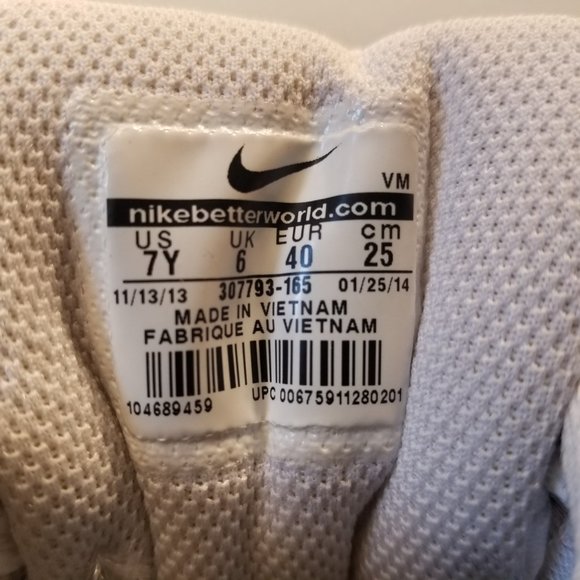 VM
nikebetterworld.com
US UK EUR cm
7Y 6 40 25
11/13/13 307793-165 01/25/14
MADE IN VIETNAM
FABRIQUE AU VIETNAM
104689459 UPC 00675911280201